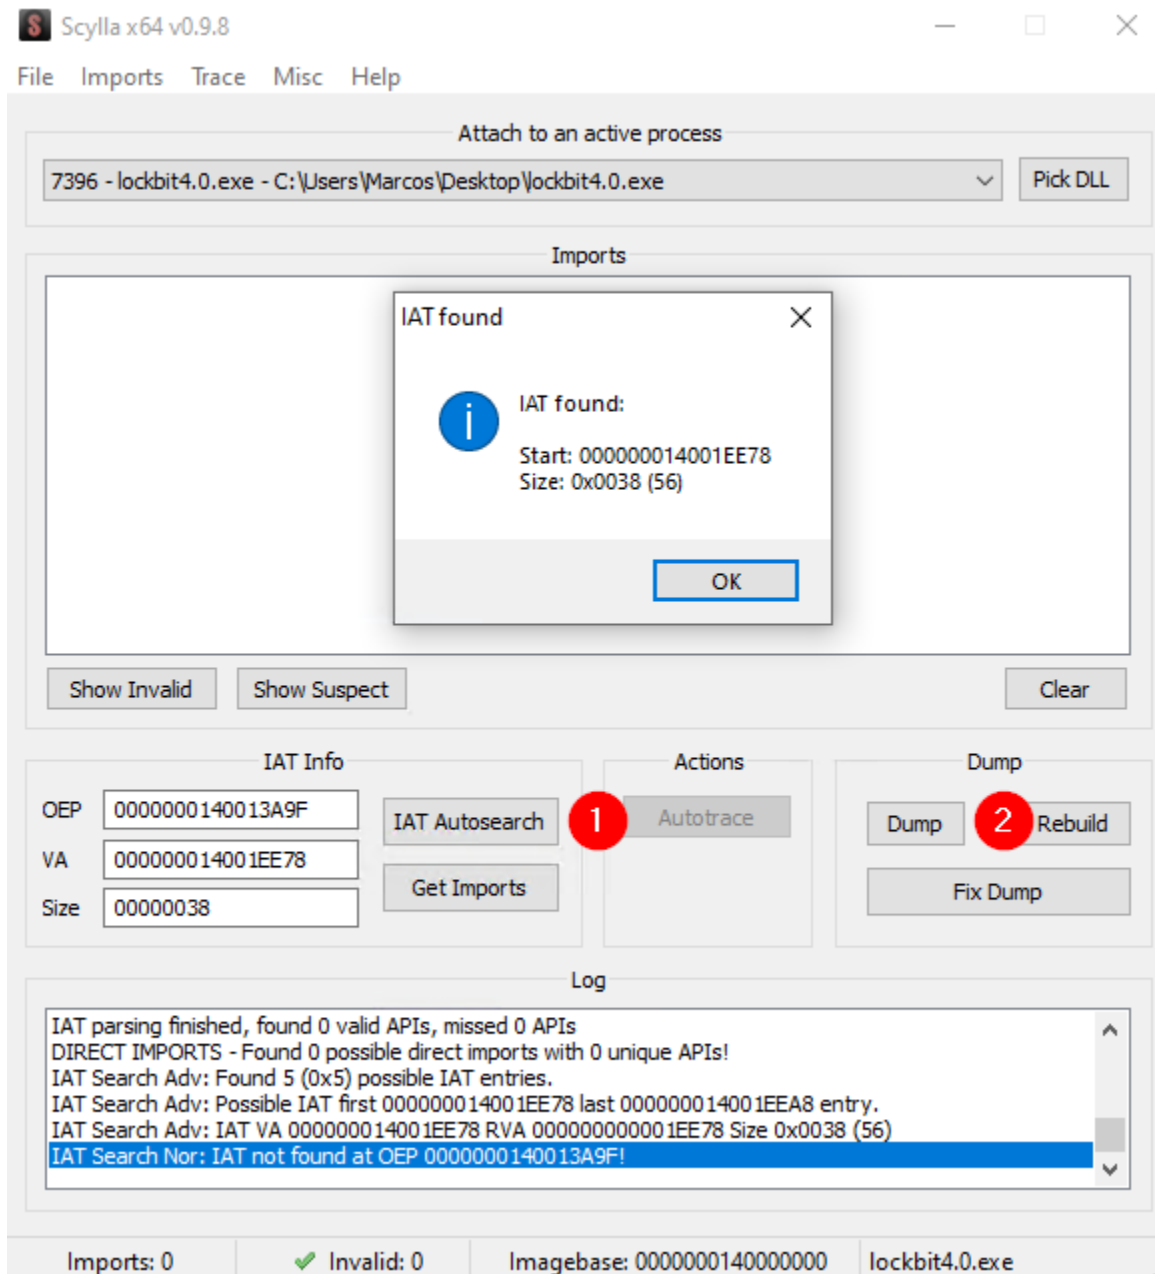 Scylla x64 v0.9.8
File Imports Trace Misc Help
Attach to an active process
7396 - lockbit4.0.exe - C:\Users\Marcos\Desktop\lockbit4.0.exe
Pick DLL
Imports
IAT found
IAT found:
Start: 000000014001EE78
Size: 0x0038 (56)
OK
Show Invalid Show Suspect Clear
IAT Info Actions Dump
OEP 0000000140013A9F IAT Autosearch 1 Autotrace Dump 2 Rebuild
VA 000000014001EE78 Get Imports Fix Dump
Size 00000038
Log
IAT parsing finished, found 0 valid APIs, missed 0 APIs
DIRECT IMPORTS - Found 0 possible direct imports with 0 unique APIs!
IAT Search Adv: Found 5 (0x5) possible IAT entries.
IAT Search Adv: Possible IAT first 000000014001EE78 last 000000014001EEA8 entry.
IAT Search Adv: IAT VA 000000014001EE78 RVA 000000000001EE78 Size 0x0038 (56)
IAT Search Nor: IAT not found at OEP 0000000140013A9F!
Imports: 0 Invalid: 0 Imagebase: 0000000140000000 lockbit4.0.exe